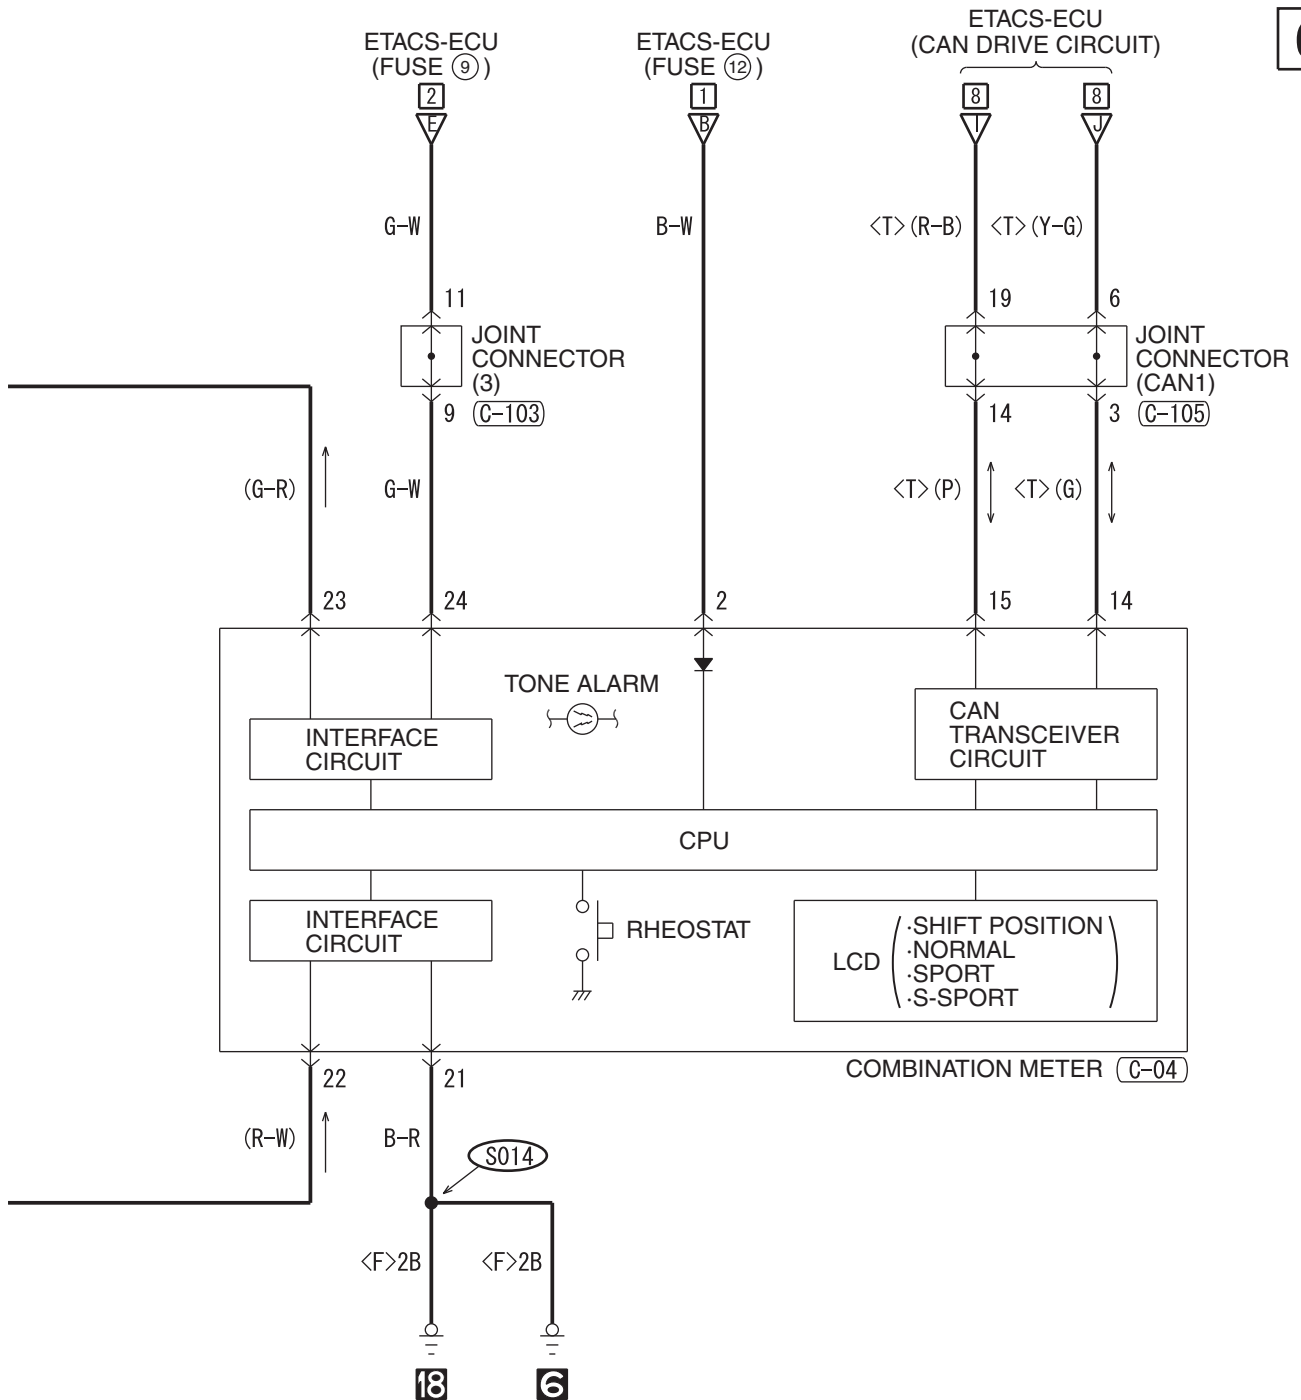 ETACS-ECU
(FUSE ⑨)
2
E
ETACS-ECU
(FUSE ⑫)
1
B
ETACS-ECU
(CAN DRIVE CIRCUIT)
8
I
8
J
G-W
B-W
<T>(R-B)
<T>(Y-G)
11
JOINT
CONNECTOR
(3)
9
C-103
19
6
JOINT
CONNECTOR
(CAN1)
14
3
C-105
(G-R)
G-W
<T>(P)
<T>(G)
23
24
2
15
14
TONE ALARM
INTERFACE
CIRCUIT
CAN
TRANSCEIVER
CIRCUIT
CPU
INTERFACE
CIRCUIT
RHEOSTAT
LCD
·SHIFT POSITION
·NORMAL
·SPORT
·S-SPORT
22
21
COMBINATION METER
C-04
(R-W)
B-R
S014
<F>2B
<F>2B
18
6